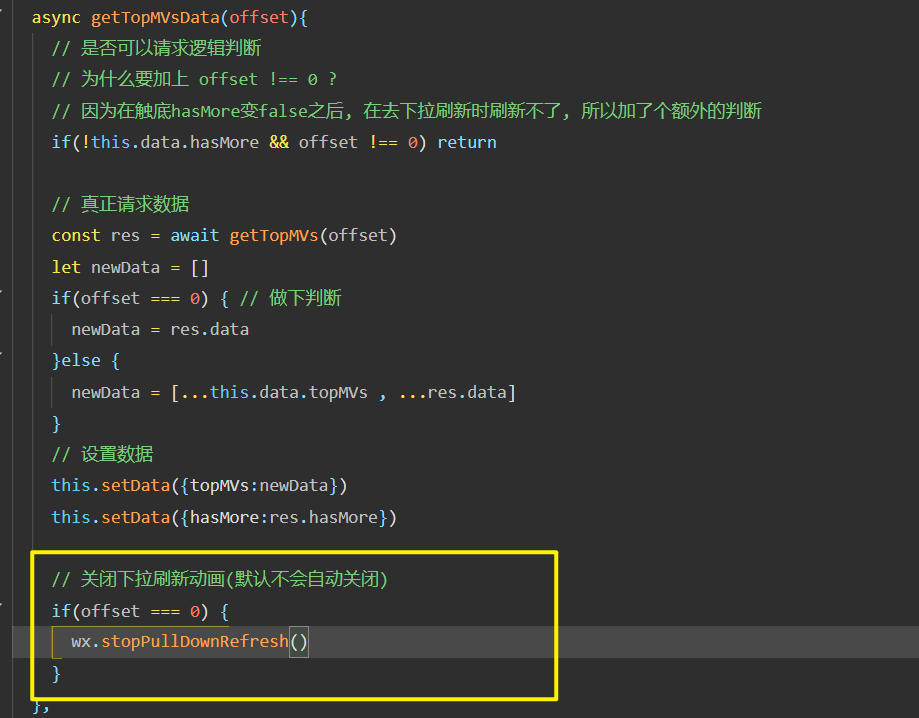 async getTopMVsData(offset){
// 是否可以请求逻辑判断
// 为什么要加上 offset !== 0 ?
// 因为在触底hasMore变false之后，在去下拉刷新时刷新不了，所以加了个额外的判断
if(!this.data.hasMore && offset !== 0) return
// 真正请求数据
const res = await getTopMVs(offset)
let newData = []
if(offset === 0) { // 做下判断
newData = res.data
}else {
newData = [...this.data.topMVs , ...res.data]
}
// 设置数据
this.setData({topMVs:newData})
this.setData({hasMore:res.hasMore})
// 关闭下拉刷新动画(默认不会自动关闭)
if(offset === 0) {
wx.stopPullDownRefresh()
}
},